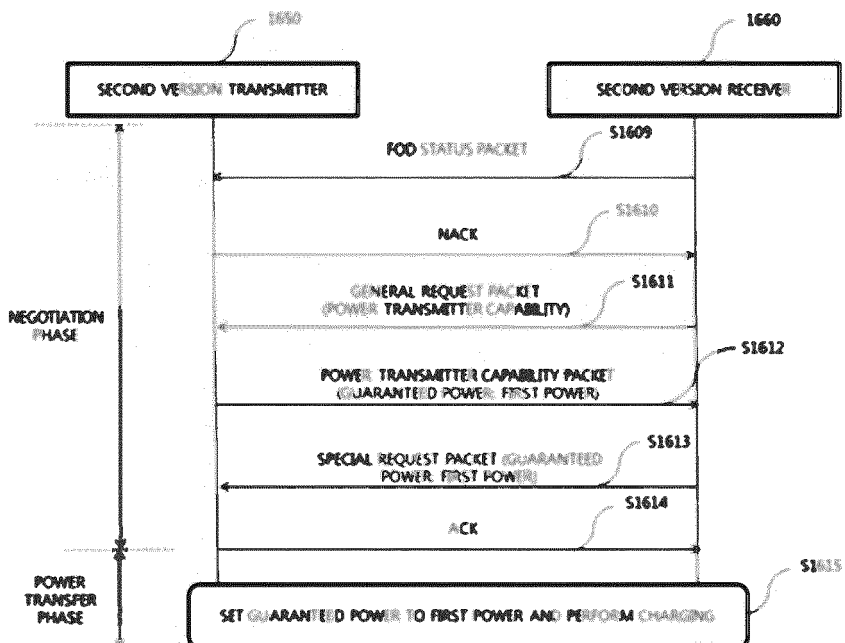 1650
1660
SECOND VERSION TRANSMITTER
SECOND VERSION RECEIVER
S1609
FOD STATUS PACKET
S1610
NACK
GENERAL REQUEST PACKET
(POWER TRANSMITTER CAPABILITY)
S1611
NEGOTIATION
PHASE
S1612
POWER TRANSMITTER CAPABILITY PACKET
(GUARANTEED POWER: FIRST POWER)
S1613
SPECIAL REQUEST PACKET (GUARANTEED
POWER: FIRST POWER)
S1614
ACK
POWER
TRANSFER
PHASE
S1615
SET GUARANTEED POWER TO FIRST POWER AND PERFORM CHARGING